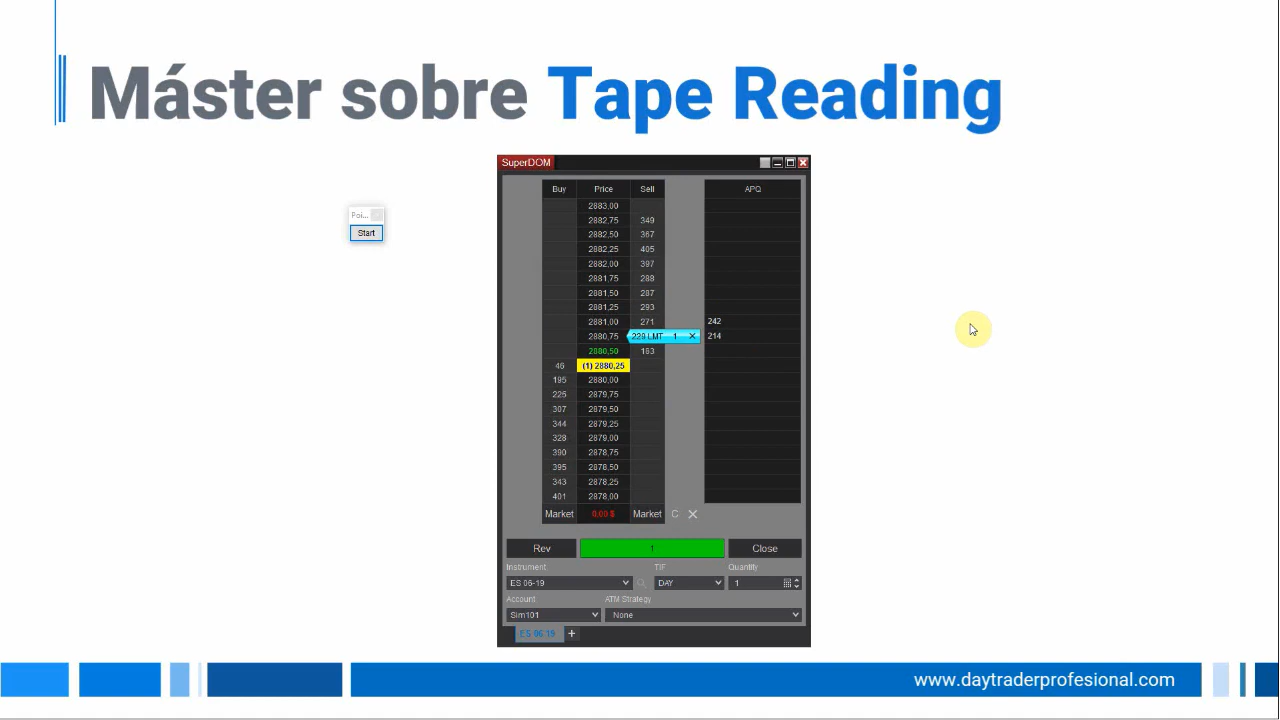 Máster sobre Tape Reading
SuperDOM
Buy Price Sell APQ
2883,00
2882,75 349
2882,50 367
2882,25 405
2882,00 397
2881,75 288
2881,50 287
2881,25 293
2881,00 271 242
2880,75 229 LMT 1 214
2880,50 183
46 (1) 2880,25
195 2880,00
225 2879,75
307 2879,50
344 2879,25
328 2879,00
390 2878,75
395 2878,50
343 2878,25
401 2878,00
Market 0,00 $ Market C
Poi...
Start
Rev 1 Close
Instrument TIF Quantity
ES 06-19 DAY 1
Account ATM Strategy
Sim101 None
ES 06-19 +
www.daytraderprofesional.com